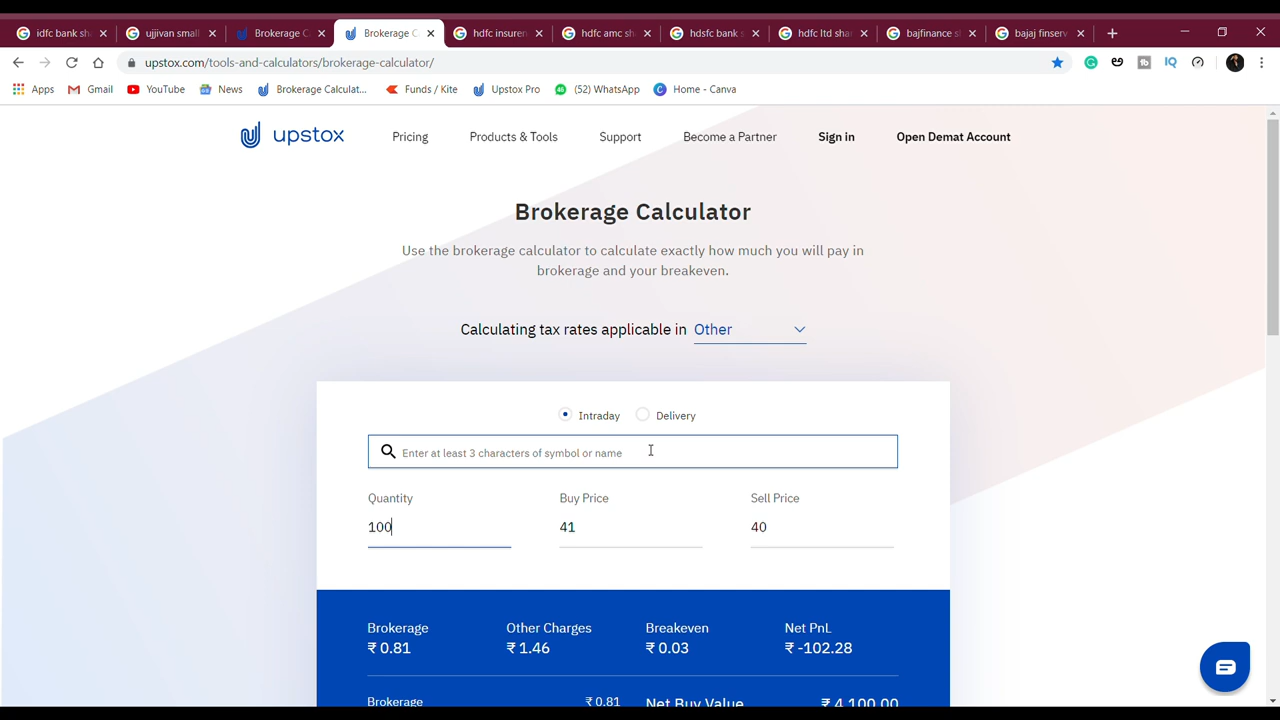 idfc bank sh
ujjivan small
Brokerage C
Brokerage C
hdfc insuren
hdfc amc sh
hdsfc bank s
hdfc ltd sha
bajfinance s
bajaj finserv
upstox.com/tools-and-calculators/brokerage-calculator/
IQ
Apps
Gmail
YouTube
News
Brokerage Calculat...
Funds / Kite
Upstox Pro
(52) WhatsApp
Home - Canva
upstox
Pricing
Products & Tools
Support
Become a Partner
Sign in
Open Demat Account
Brokerage Calculator
Use the brokerage calculator to calculate exactly how much you will pay in
brokerage and your breakeven.
Calculating tax rates applicable in Other
Intraday
Delivery
Enter at least 3 characters of symbol or name
Quantity
Buy Price
Sell Price
100
41
40
Brokerage
Other Charges
Breakeven
Net PnL
₹ 0.81
₹ 1.46
₹ 0.03
₹ -102.28
Brokerage
₹ 0.81
Net Buy Value
₹ 4,100.00